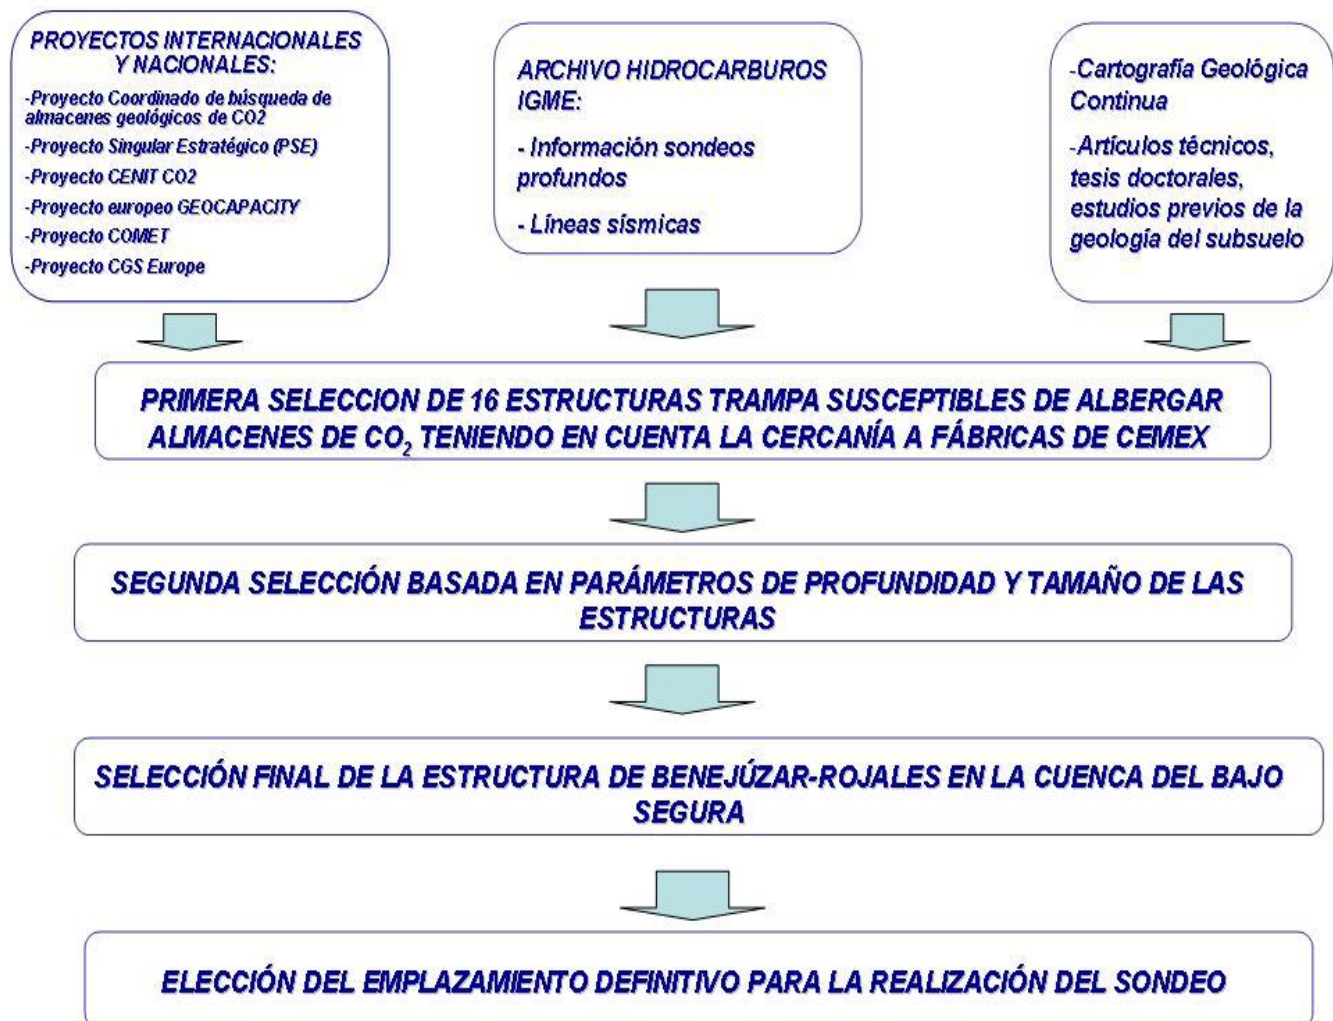 PROYECTOS INTERNACIONALES
Y NACIONALES:
-Proyecto Coordinado de búsqueda de
almacenes geológicos de CO2
-Proyecto Singular Estratégico (PSE)
-Proyecto CENIT CO2
-Proyecto europeo GEOCAPACITY
-Proyecto COMET
-Proyecto CGS Europe
ARCHIVO HIDROCARBUROS
IGME:
- Información sondeos
profundos
- Líneas sísmicas
-Cartografía Geológica
Continua
-Artículos técnicos,
tesis doctorales,
estudios previos de la
geología del subsuelo
PRIMERA SELECCION DE 16 ESTRUCTURAS TRAMPA SUSCEPTIBLES DE ALBERGAR
ALMACENES DE CO₂ TENIENDO EN CUENTA LA CERCANÍA A FÁBRICAS DE CEMEX
SEGUNDA SELECCIÓN BASADA EN PARÁMETROS DE PROFUNDIDAD Y TAMAÑO DE LAS
ESTRUCTURAS
SELECCIÓN FINAL DE LA ESTRUCTURA DE BENEJÚZAR-ROJALES EN LA CUENCA DEL BAJO
SEGURA
ELECCIÓN DEL EMPLAZAMIENTO DEFINITIVO PARA LA REALIZACIÓN DEL SONDEO